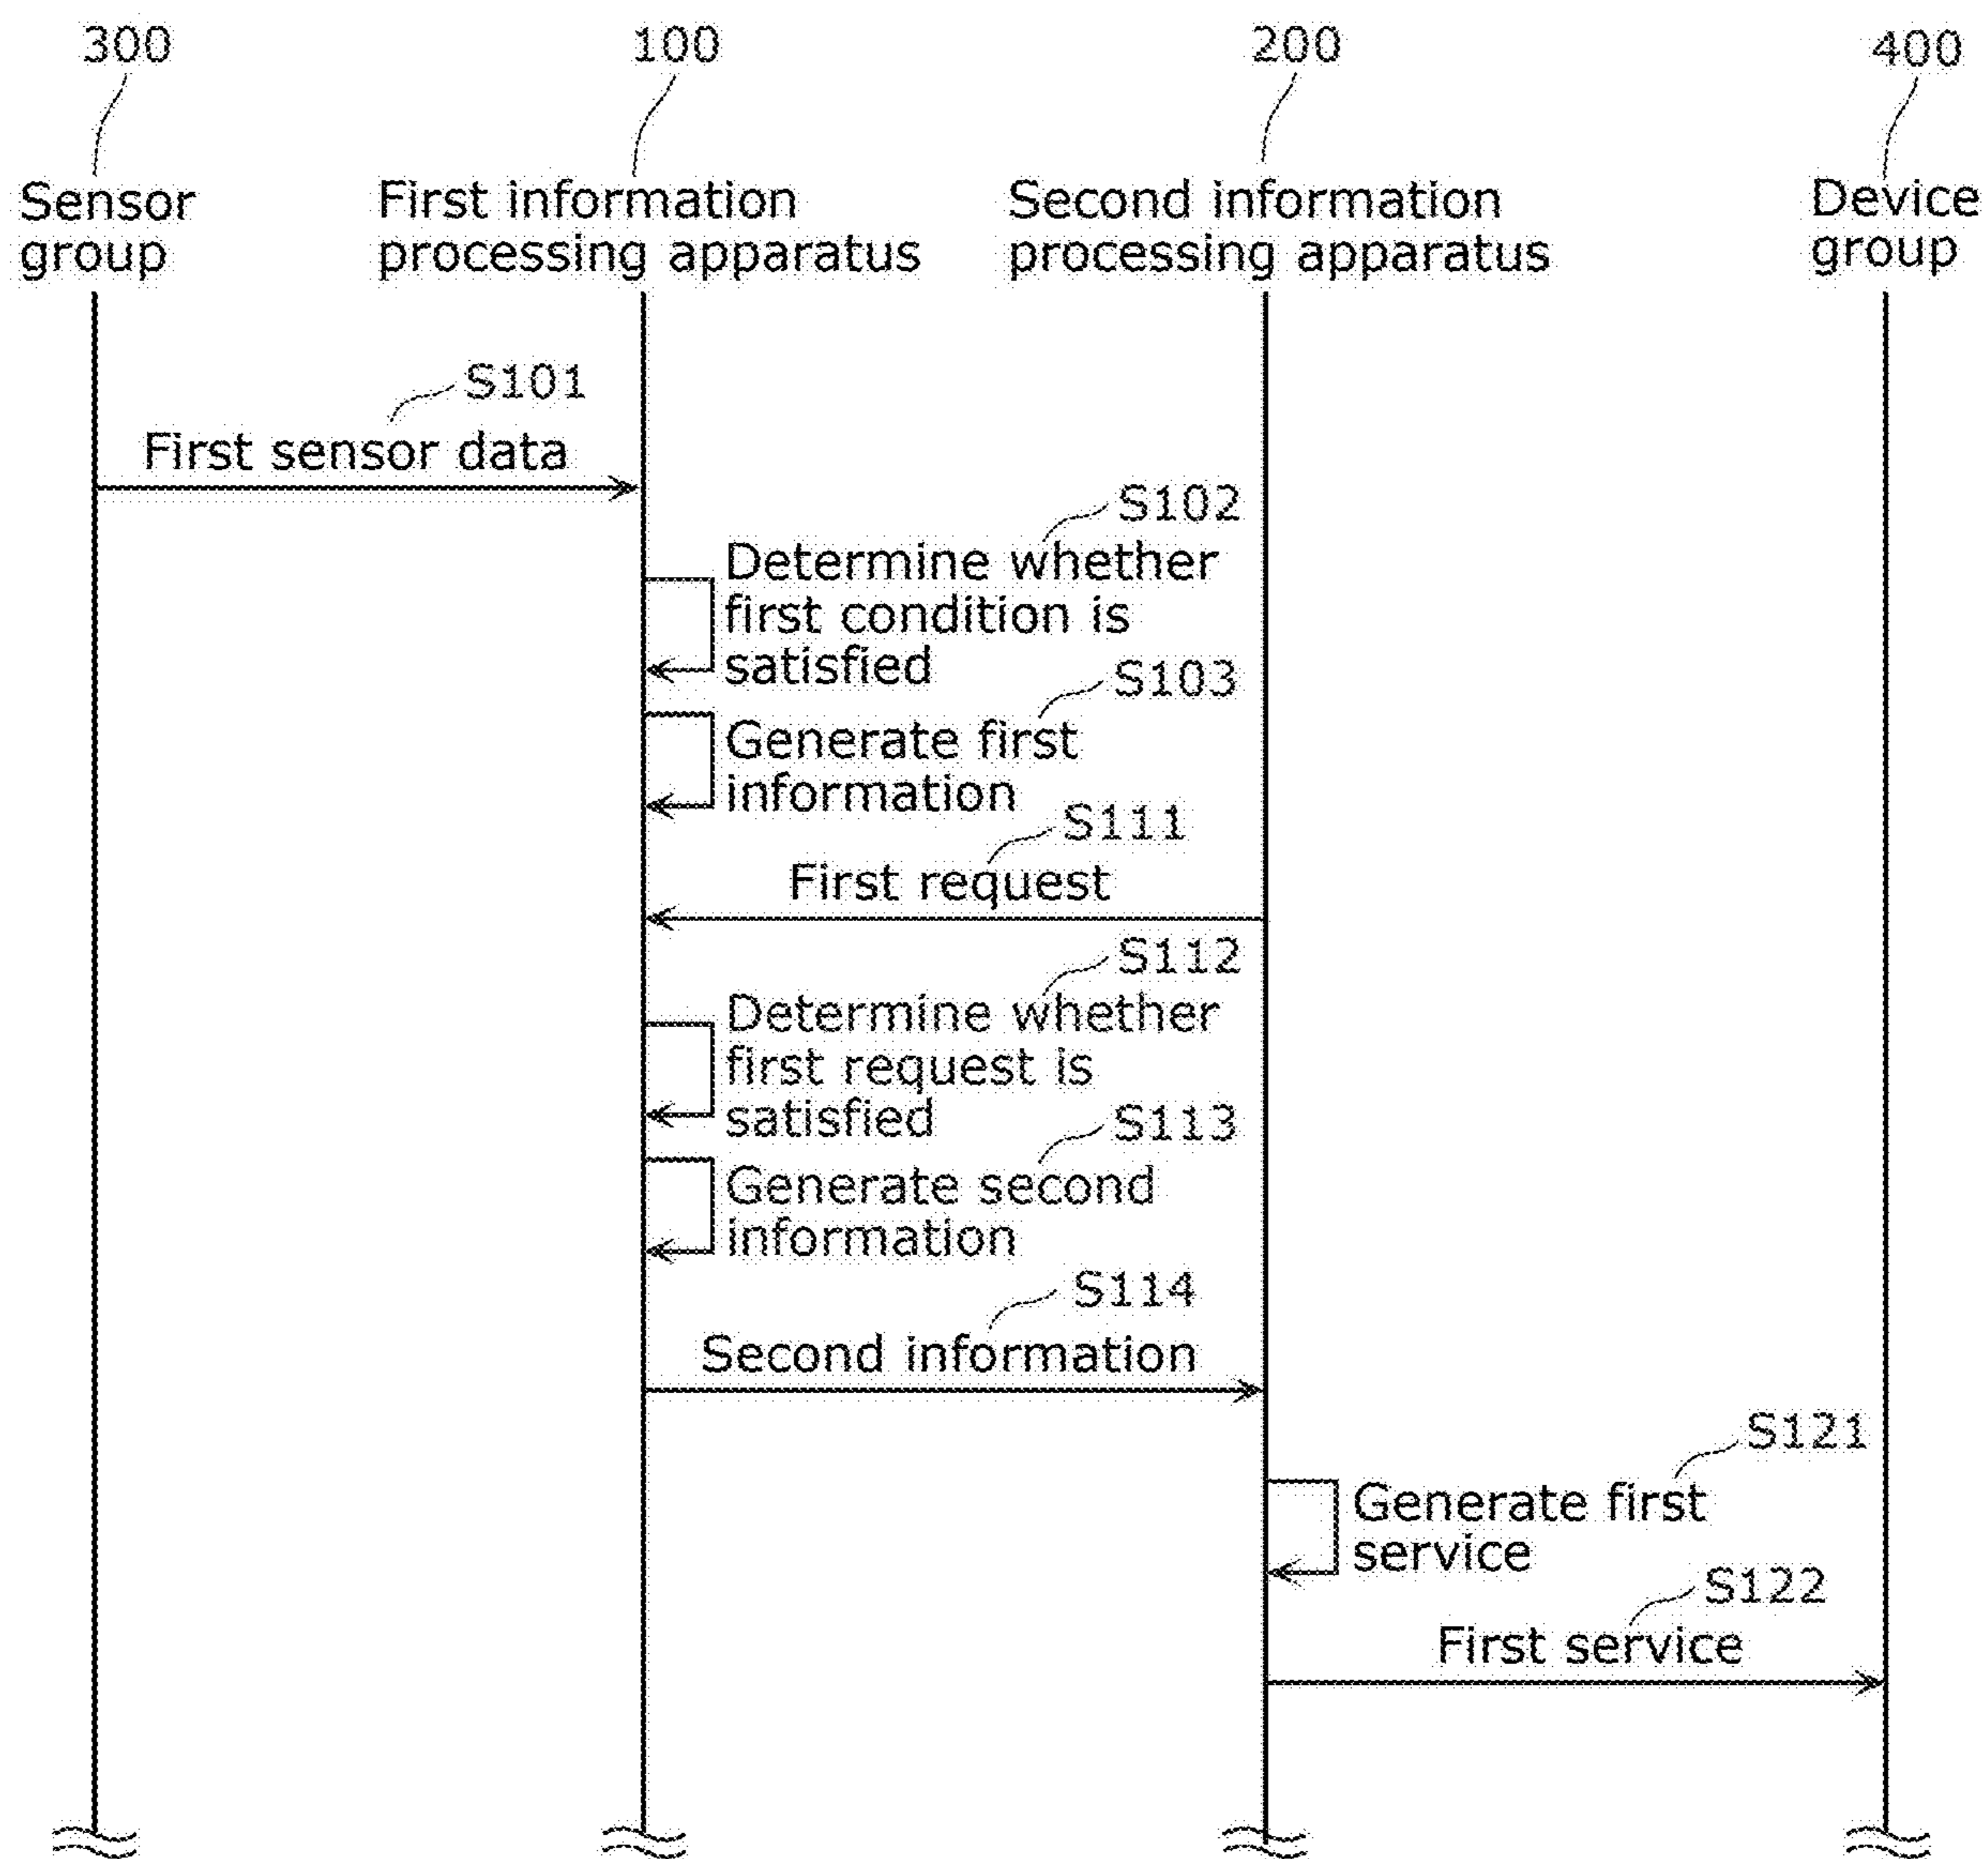 300
100
200
400
Sensor
group
First information
processing apparatus
Second information
processing apparatus
Device
group
S101
First sensor data
S102
Determine whether
first condition is
satisfied
S103
Generate first
information
S111
First request
S112
Determine whether
first request is
satisfied
S113
Generate second
information
S114
Second information
S121
Generate first
service
S122
First service